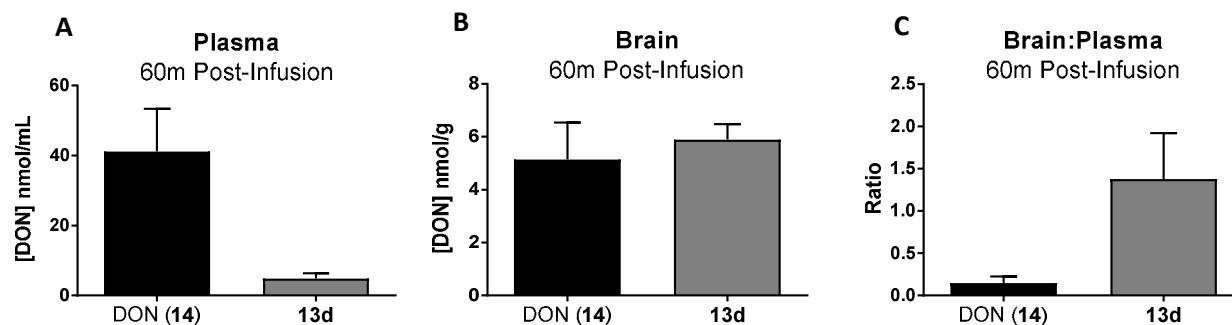 A
Plasma
60m Post-Infusion
[DON] nmol/mL
60
40
20
0
DON (14)
13d
B
Brain
60m Post-Infusion
[DON] nmol/g
8
6
4
2
0
DON (14)
13d
C
Brain:Plasma
60m Post-Infusion
Ratio
2.5
2.0
1.5
1.0
0.5
0.0
DON (14)
13d